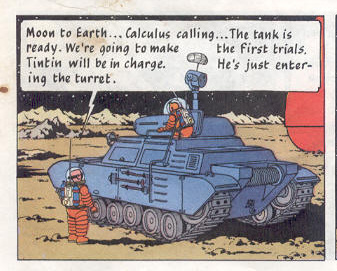 Moon to Earth... Calculus calling...The tank is
ready. We're going to make the first trials.
Tintin will be in charge. He's just enter-
ing the turret.